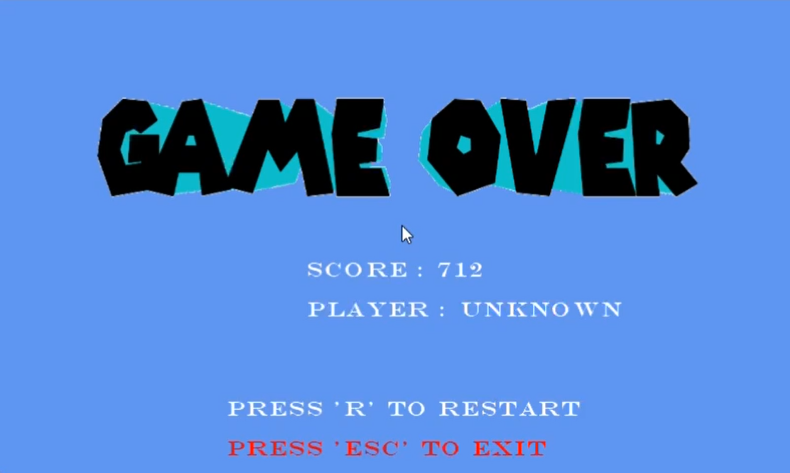 GAME OVER
SCORE : 712
PLAYER : UNKNOWN
PRESS 'R' TO RESTART
PRESS 'ESC' TO EXIT